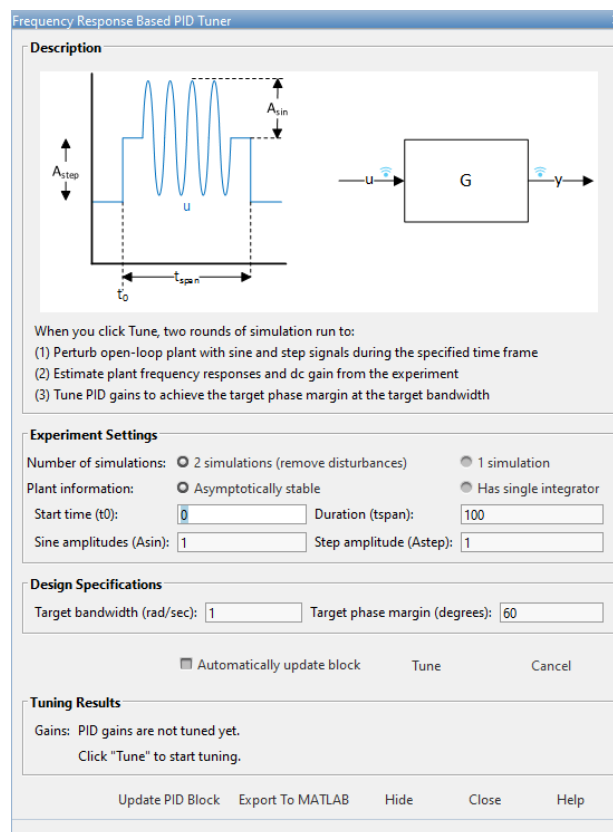 Frequency Response Based PID Tuner
Description
Asin
Astep
u
t0
tspan
u
G
y
When you click Tune, two rounds of simulation run to:
(1) Perturb open-loop plant with sine and step signals during the specified time frame
(2) Estimate plant frequency responses and dc gain from the experiment
(3) Tune PID gains to achieve the target phase margin at the target bandwidth
Experiment Settings
Number of simulations: 2 simulations (remove disturbances) 1 simulation
Plant information: Asymptotically stable Has single integrator
Start time (t0): 0 Duration (tspan): 100
Sine amplitudes (Asin): 1 Step amplitude (Astep): 1
Design Specifications
Target bandwidth (rad/sec): 1 Target phase margin (degrees): 60
Automatically update block Tune Cancel
Tuning Results
Gains: PID gains are not tuned yet.
Click "Tune" to start tuning.
Update PID Block Export To MATLAB Hide Close Help